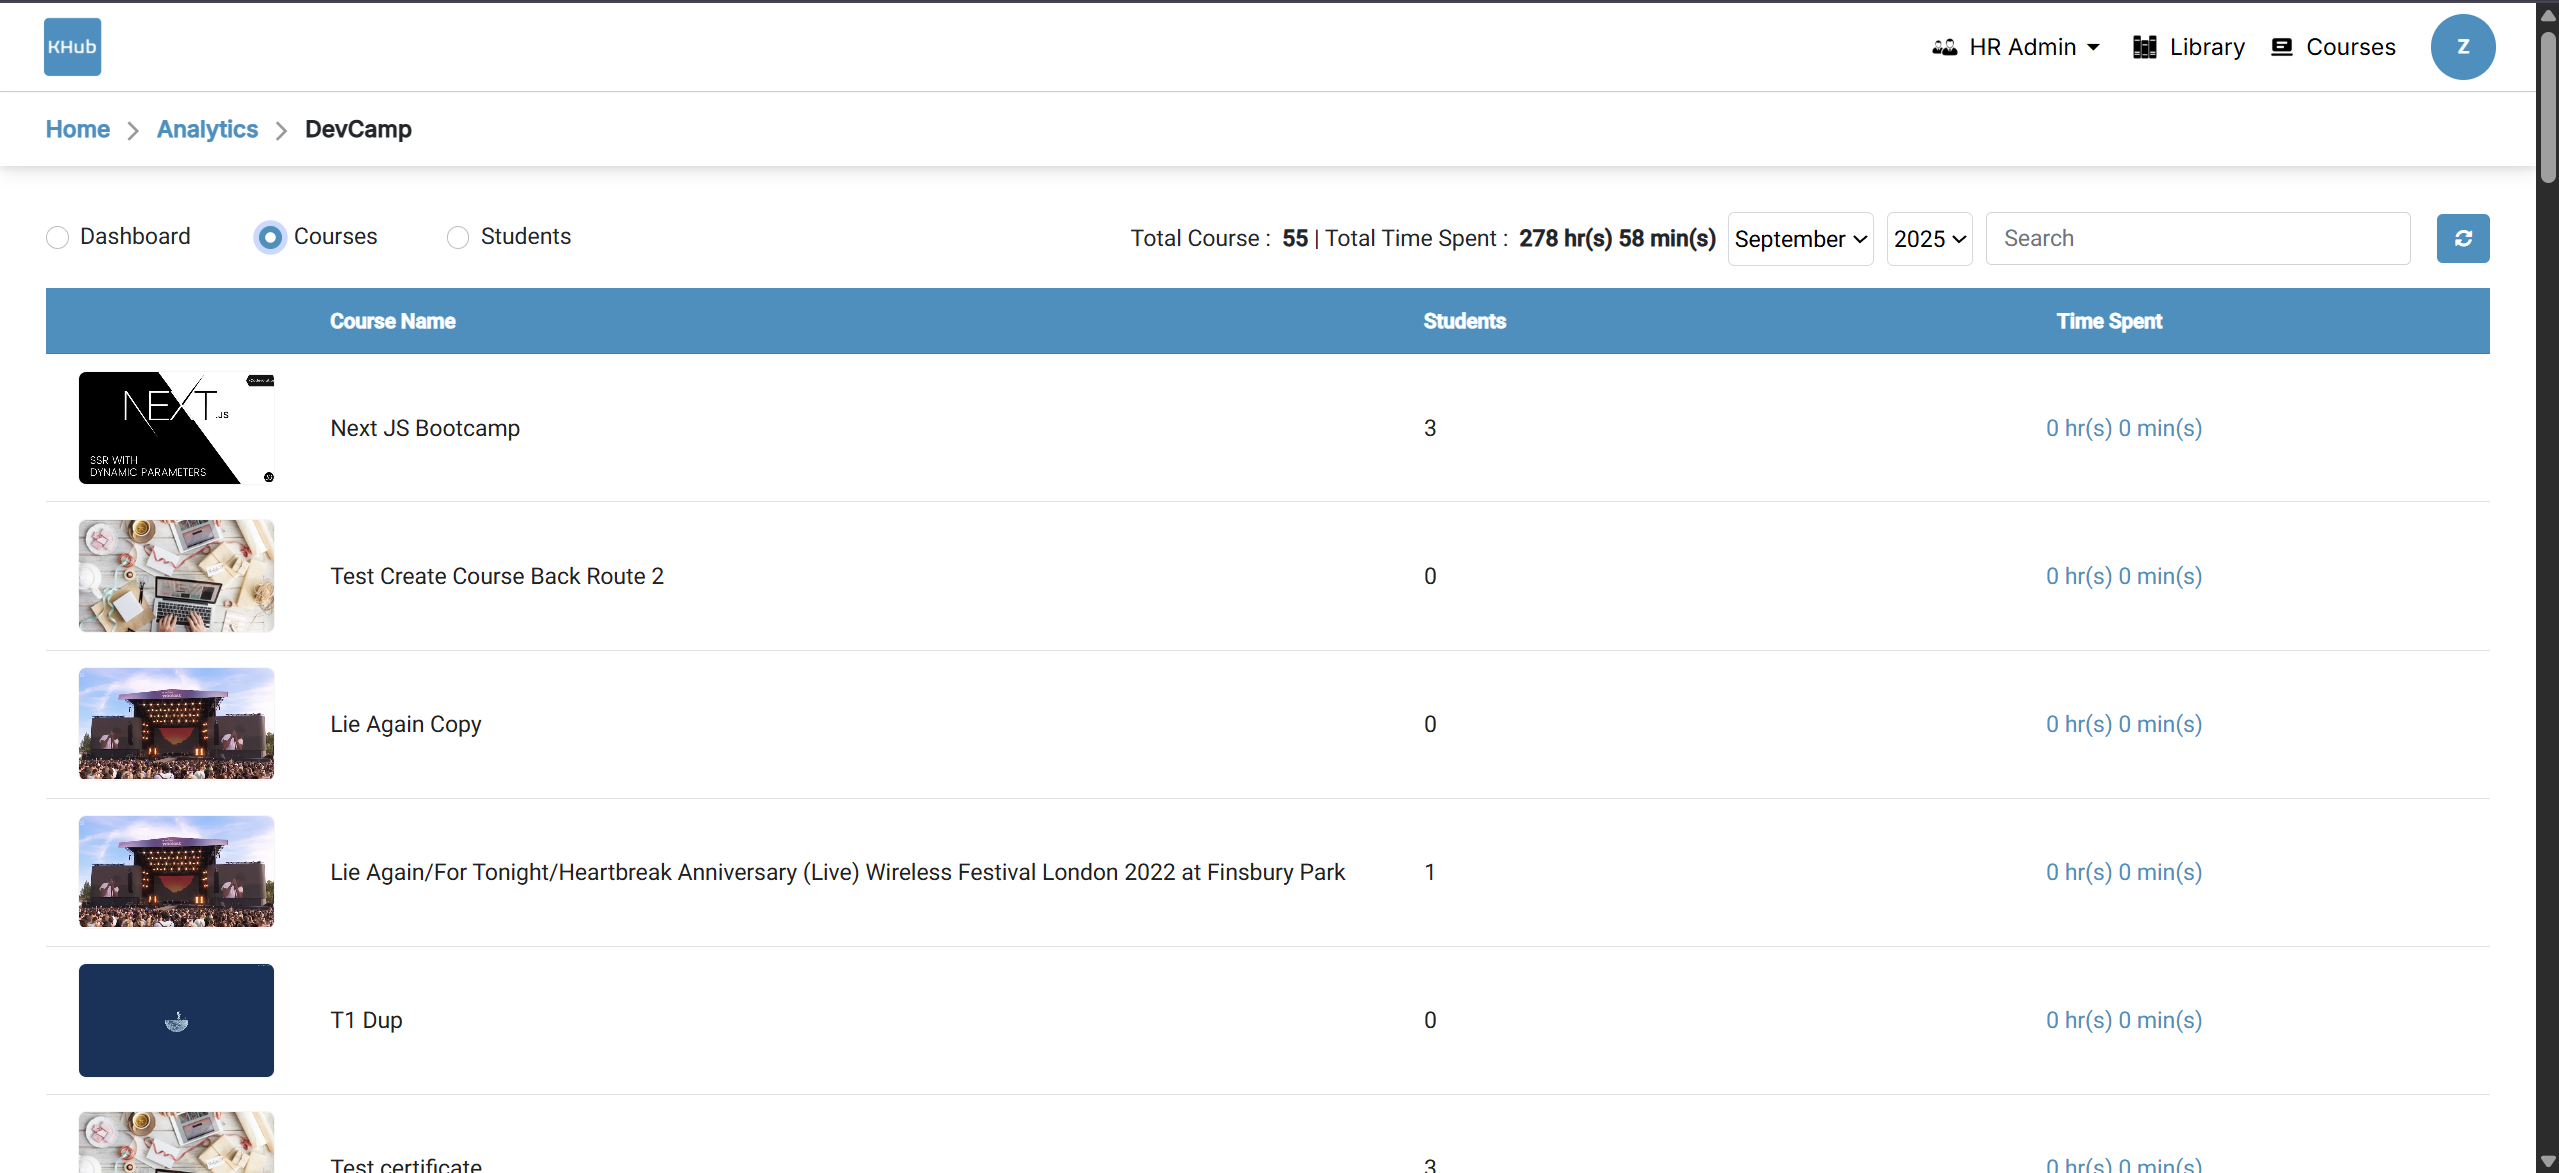 KHub
HR Admin
Library
Courses
Z
Home > Analytics > DevCamp
Dashboard
Courses
Students
Total Course : 55 | Total Time Spent : 278 hr(s) 58 min(s)
September
2025
Search
Course Name Students Time Spent
NEXT.JS
SSR WITH
DYNAMIC PARAMETERS
Next JS Bootcamp 3 0 hr(s) 0 min(s)
Test Create Course Back Route 2 0 0 hr(s) 0 min(s)
Lie Again Copy 0 0 hr(s) 0 min(s)
Lie Again/For Tonight/Heartbreak Anniversary (Live) Wireless Festival London 2022 at Finsbury Park 1 0 hr(s) 0 min(s)
T1 Dup 0 0 hr(s) 0 min(s)
Test certificate 3 0 hr(s) 0 min(s)